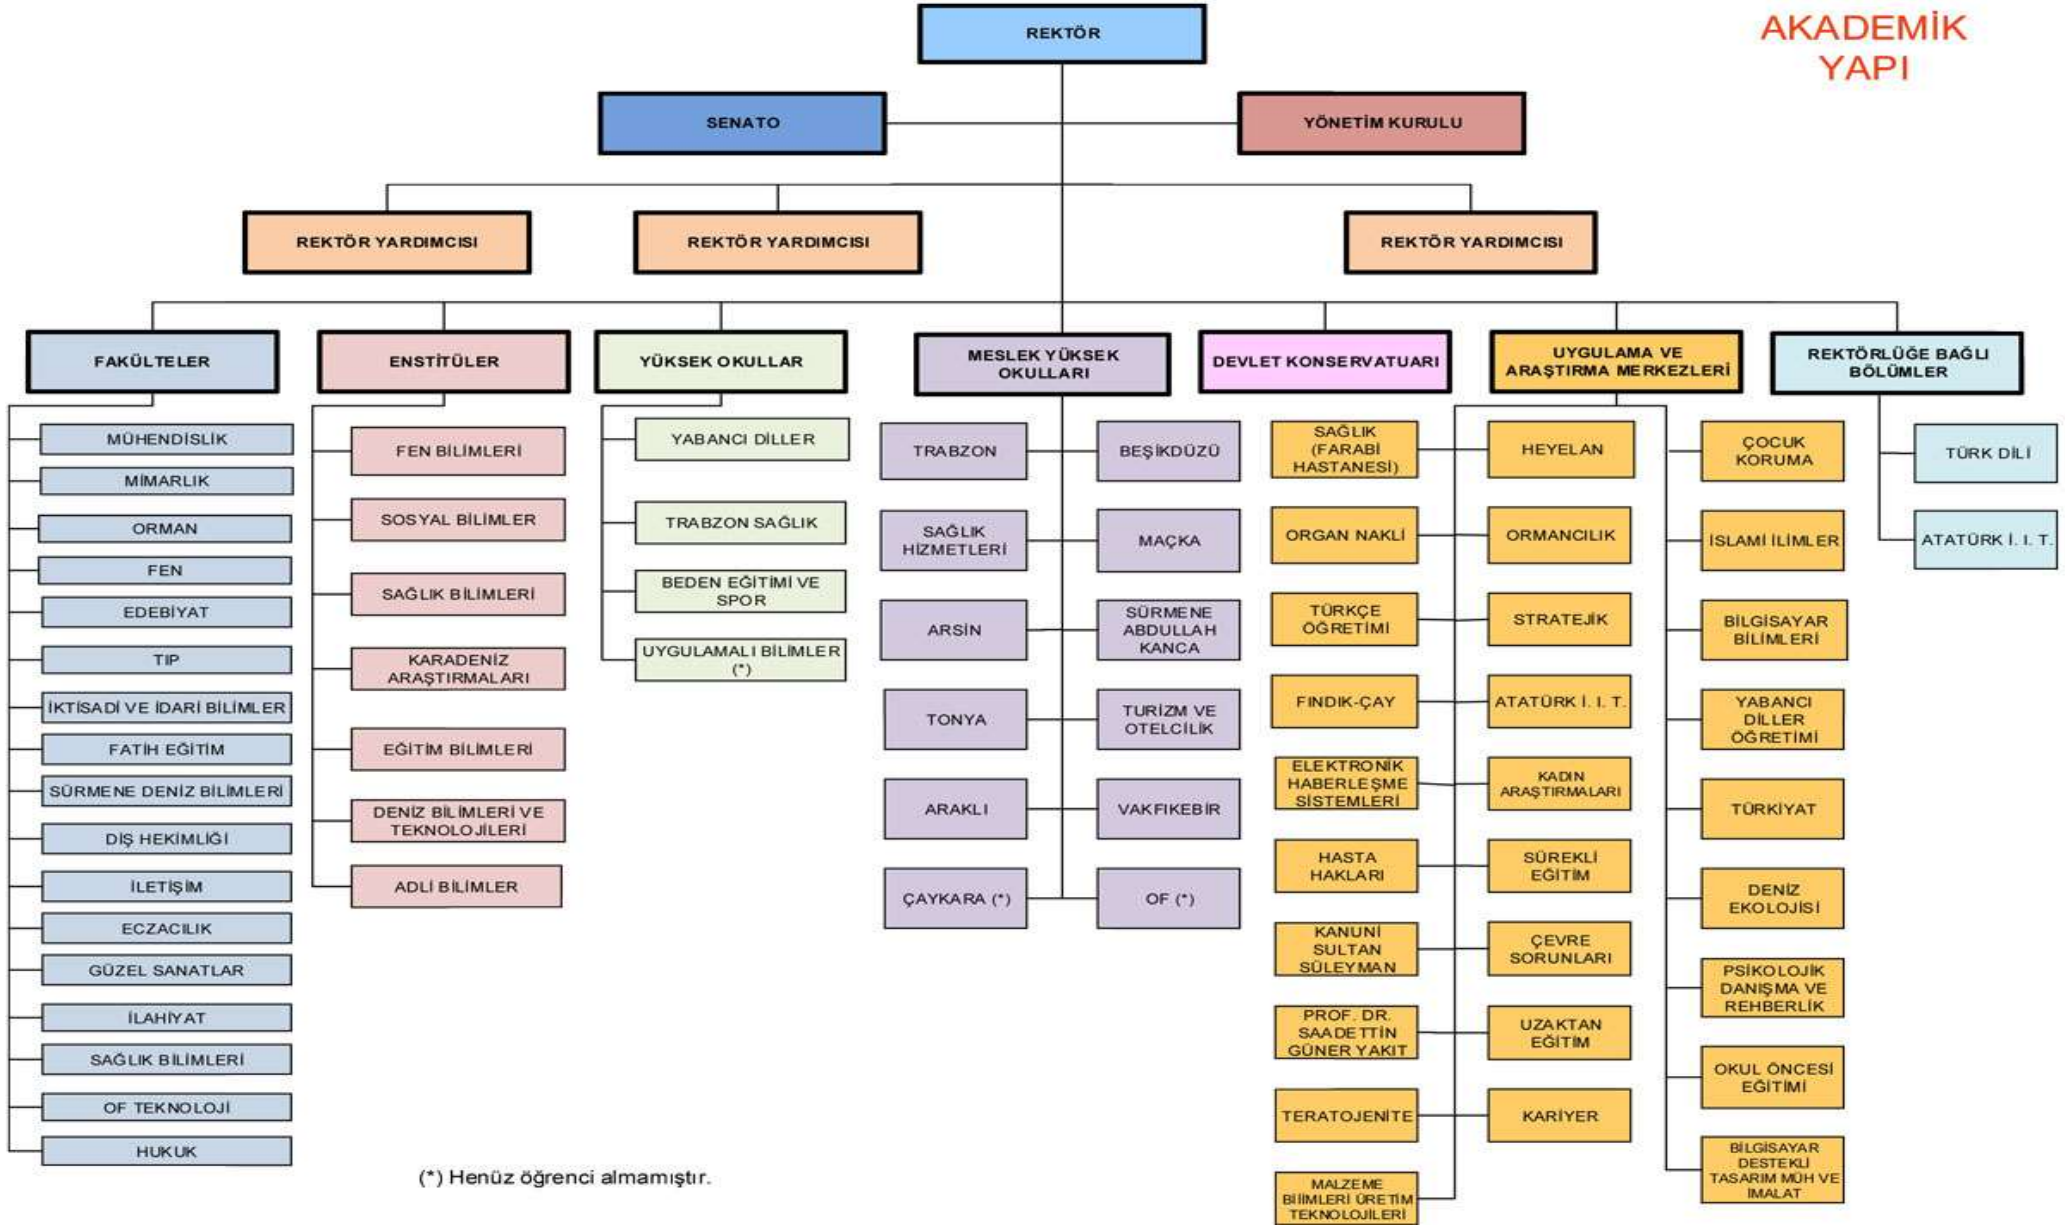 AKADEMİK
YAPI
REKTÖR
SENATO
YÖNETİM KURULU
REKTÖR YARDIMCISI
REKTÖR YARDIMCISI
REKTÖR YARDIMCISI
FAKÜLTELER
MÜHENDİSLİK
MİMARLIK
ORMAN
FEN
EDEBİYAT
TIP
İKTİSADİ VE İDARİ BİLİMLER
FATİH EĞİTİM
SÜRMENE DENİZ BİLİMLERİ
DİŞ HEKİMLİĞİ
İLETİŞİM
ECZACILIK
GÜZEL SANATLAR
İLAHİYAT
SAĞLIK BİLİMLERİ
OF TEKNOLOJİ
HUKUK
ENSTİTÜLER
FEN BİLİMLERİ
SOSYAL BİLİMLER
SAĞLIK BİLİMLERİ
KARADENİZ
ARAŞTIRMALARI
EĞİTİM BİLİMLERİ
DENİZ BİLİMLERİ VE
TEKNOLOJİLERİ
ADLİ BİLİMLER
YÜKSEK OKULLAR
YABANCI DİLLER
TRABZON SAĞLIK
BEDEN EĞİTİMİ VE
SPOR
UYGULAMALI BİLİMLER
(*)
MESLEK YÜKSEK
OKULLARI
TRABZON
BEŞİKDÜZÜ
SAĞLIK
HİZMETLERİ
MAÇKA
ARSİN
SÜRMENE
ABDULLAH
KANCA
TONYA
TURİZM VE
OTELCİLİK
ARAKLI
VAKFIKEBİR
ÇAYKARA (*)
OF (*)
DEVLET KONSERVATUARI
UYGULAMA VE
ARAŞTIRMA MERKEZLERİ
SAĞLIK
(FARABİ
HASTANESİ)
HEYELAN
ÇOCUK
KORUMA
ORGAN NAKLİ
ORMANCILIK
İSLAMİ İLİMLER
TÜRKÇE
ÖĞRETİMİ
STRATEJİK
BİLGİSAYAR
BİLİMLERİ
FINDIK-ÇAY
ATATÜRK İ. I. T.
YABANCI
DİLLER
ÖĞRETİMİ
ELEKTRONİK
HABERLEŞME
SİSTEMLERİ
KADIN
ARAŞTIRMALARI
TÜRKİYAT
HASTA
HAKLARI
SÜREKLİ
EĞİTİM
DENİZ
EKOLOJİSİ
KANUNİ
SULTAN
SÜLEYMAN
ÇEVRE
SORUNLARI
PSİKOLOJİK
DANIŞMA VE
REHBERLİK
PROF. DR.
SAADETTİN
GÜNER YAKIT
UZAKTAN
EĞİTİM
OKUL ÖNCESİ
EĞİTİMİ
TERATOJENİTE
KARİYER
BİLGİSAYAR
DESTEKLİ
TASARIM MÜH VE
İMALAT
MALZEME
BİİMLERİ ÜRETİM
TEKNOLOJİLERİ
REKTÖRLÜĞE BAĞLI
BÖLÜMLER
TÜRK DİLİ
ATATÜRK İ. I. T.
(*) Henüz öğrenci almamıştır.